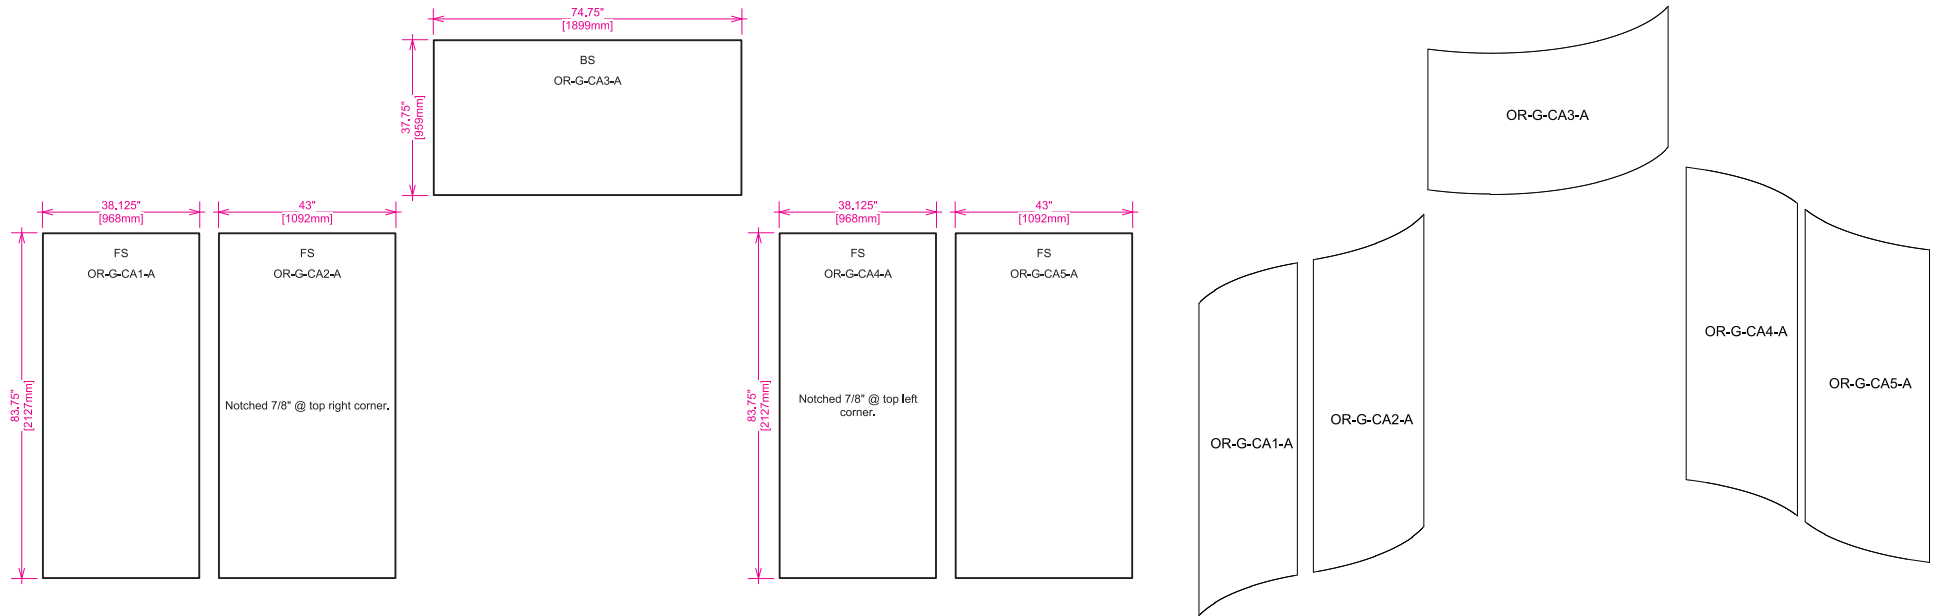 74.75"
[1899mm]
37.75"
[959mm]
BS
OR-G-CA3-A
38.125"
[968mm]
43"
[1092mm]
83.75"
[2127mm]
FS
OR-G-CA1-A
FS
OR-G-CA2-A
Notched 7/8" @ top right corner.
38.125"
[968mm]
43"
[1092mm]
83.75"
[2127mm]
FS
OR-G-CA4-A
Notched 7/8" @ top left
corner.
FS
OR-G-CA5-A
OR-G-CA3-A
OR-G-CA1-A
OR-G-CA2-A
OR-G-CA4-A
OR-G-CA5-A